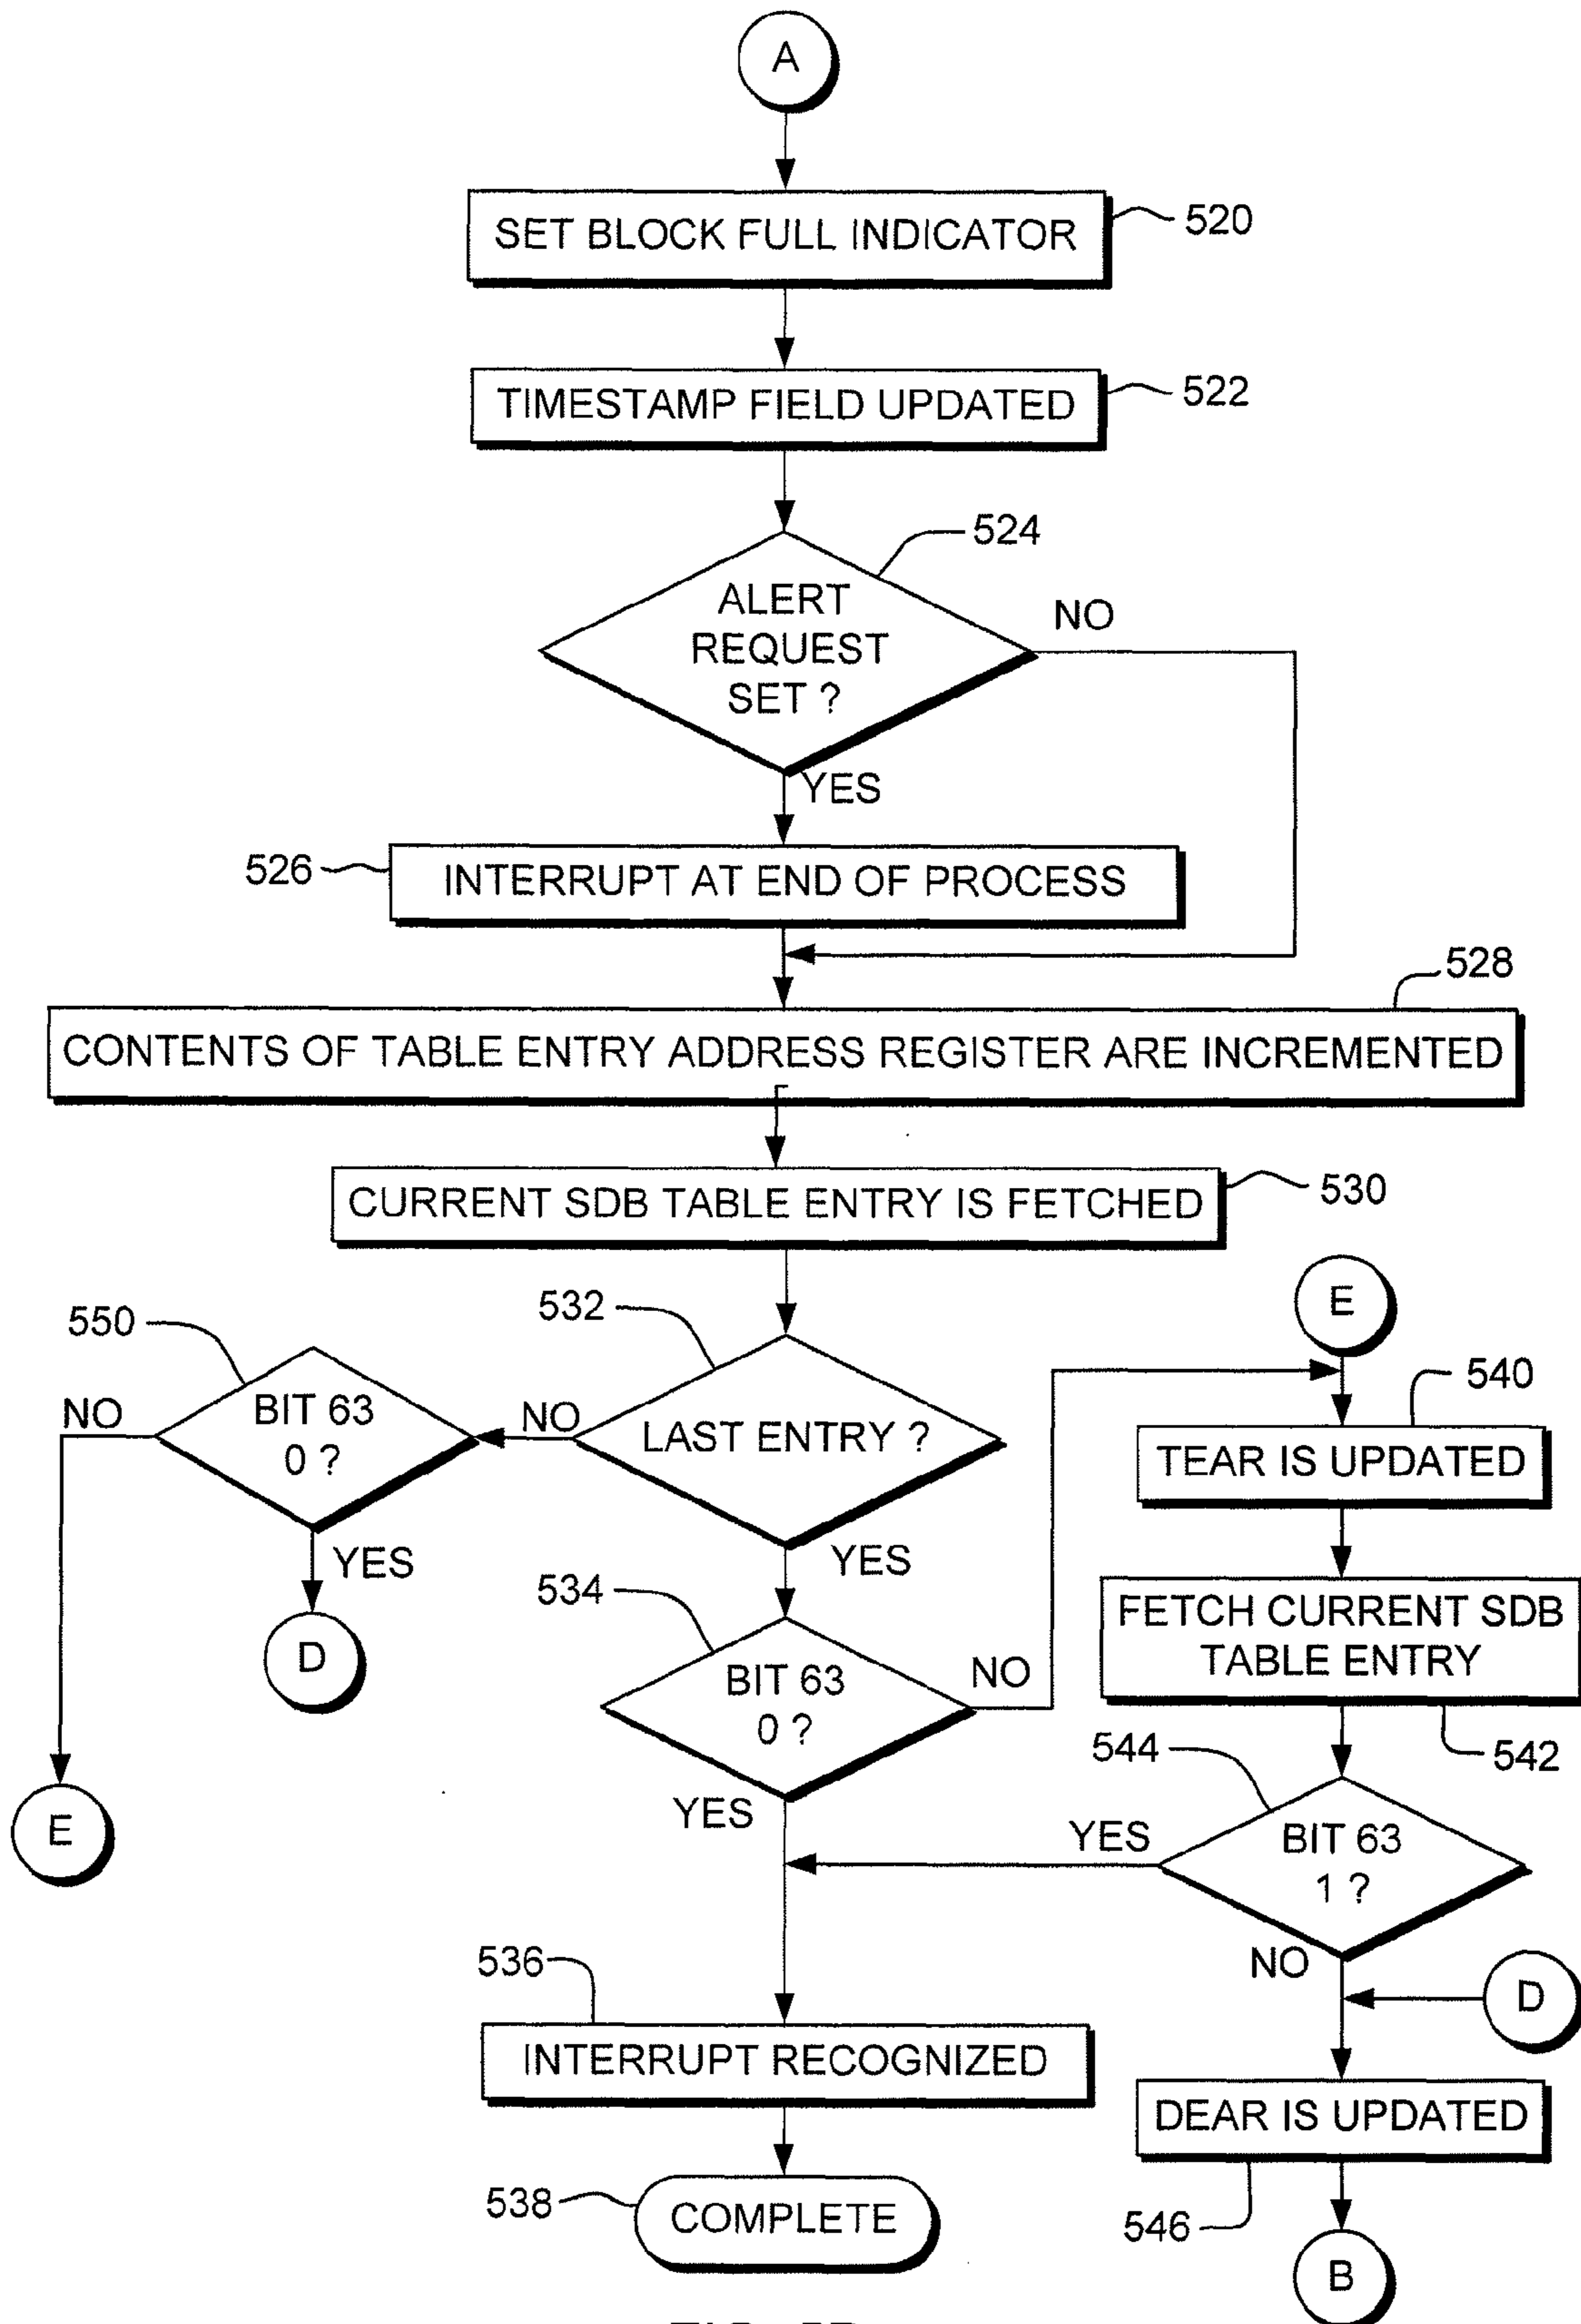 A
SET BLOCK FULL INDICATOR
520
TIMESTAMP FIELD UPDATED
522
524
ALERT
REQUEST
SET ?
NO
YES
526
INTERRUPT AT END OF PROCESS
528
CONTENTS OF TABLE ENTRY ADDRESS REGISTER ARE INCREMENTED
CURRENT SDB TABLE ENTRY IS FETCHED
530
E
532
550
540
NO
BIT 63
0 ?
NO
LAST ENTRY ?
TEAR IS UPDATED
YES
YES
534
D
FETCH CURRENT SDB
TABLE ENTRY
BIT 63
0 ?
NO
544
542
E
YES
YES
BIT 63
1 ?
536
NO
D
INTERRUPT RECOGNIZED
DEAR IS UPDATED
538
COMPLETE
546
B